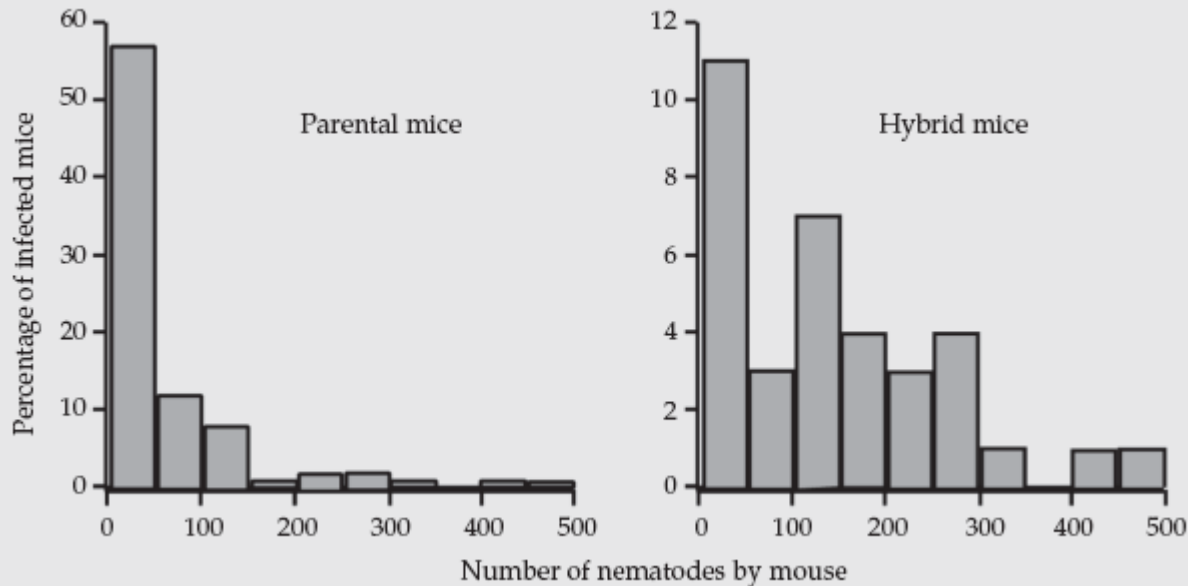 Percentage of infected mice
60
50
40
30
20
10
0
Parental mice
0 100 200 300 400 500
12
10
8
6
4
2
0
Hybrid mice
0 100 200 300 400 500
Number of nematodes by mouse